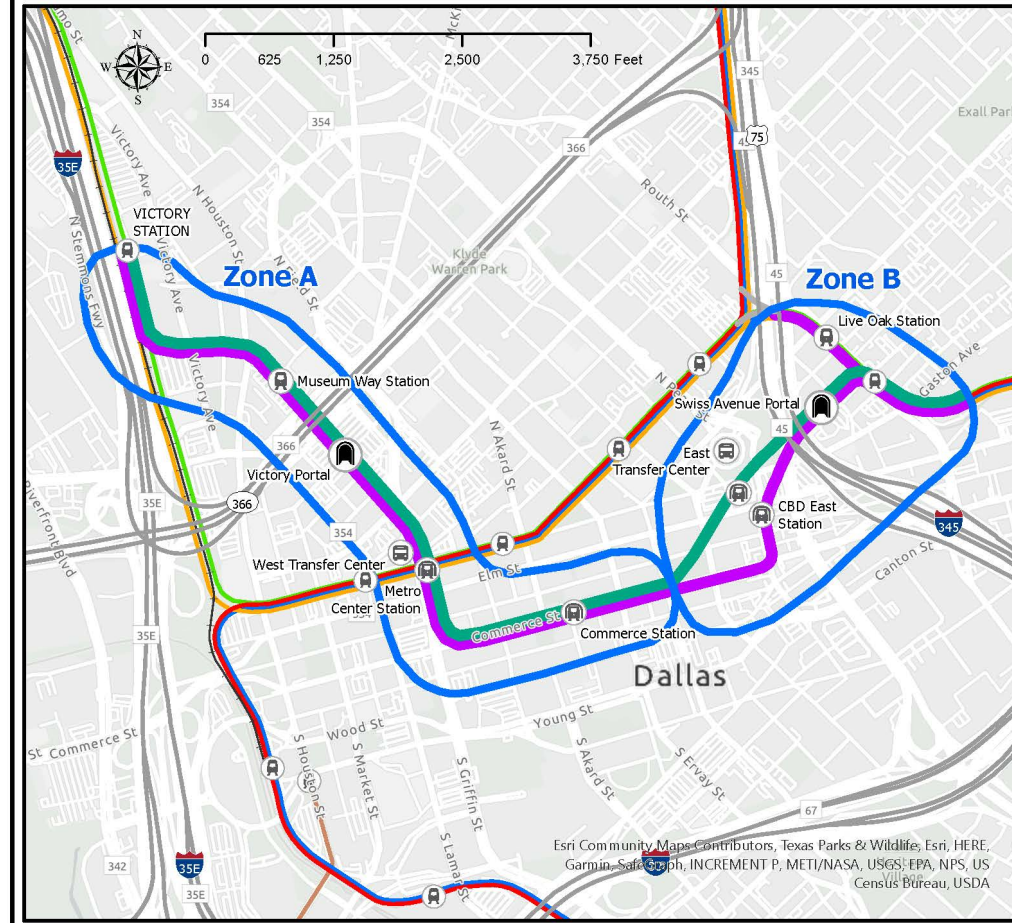 N
W
E
S
0
625
1,250
2,500
3,750 Feet
345
75
35E
354
354
366
Exall Par
Routh St
Victory Ave
N Houston St
VICTORY
STATION
N Stemmons Fwy
Victory Ave
Zone A
Klyde
Warren Park
45
Zone B
Live Oak Station
Gaston Ave
Museum Way Station
Victory Ave
Swiss Avenue Portal
N Akard St
45
366
East
Transfer Center
Victory Portal
Riverfront Blvd
35E
366
CBD East
Station
345
354
West Transfer Center
Elm St
Canton St
Metro
Center Station
Commerce St
Commerce Station
35E
Dallas
Young St
Wood St
St
Commerce St
S Houston St
S Market St
S Griffin St
S Akard St
S Ervay St
67
S Lamar St
342
35E
35E
Esri Community Maps Contributors, Texas Parks & Wildlife, Esri, HERE,
Garmin, SafeGraph, INCREMENT P, METI/NASA, USGS, EPA, NPS, US
Census Bureau, USDA